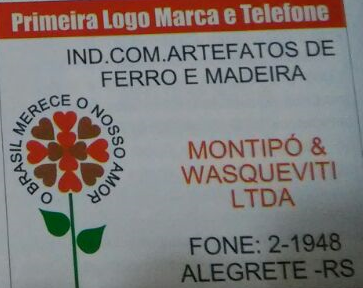 Primeira Logo Marca e Telefone
IND.COM.ARTEFATOS DE
FERRO E MADEIRA
O BRASIL MERECE O NOSSO AMOR
MONTIPÓ &
WASQUEVITI
LTDA
FONE: 2-1948
ALEGRETE -RS